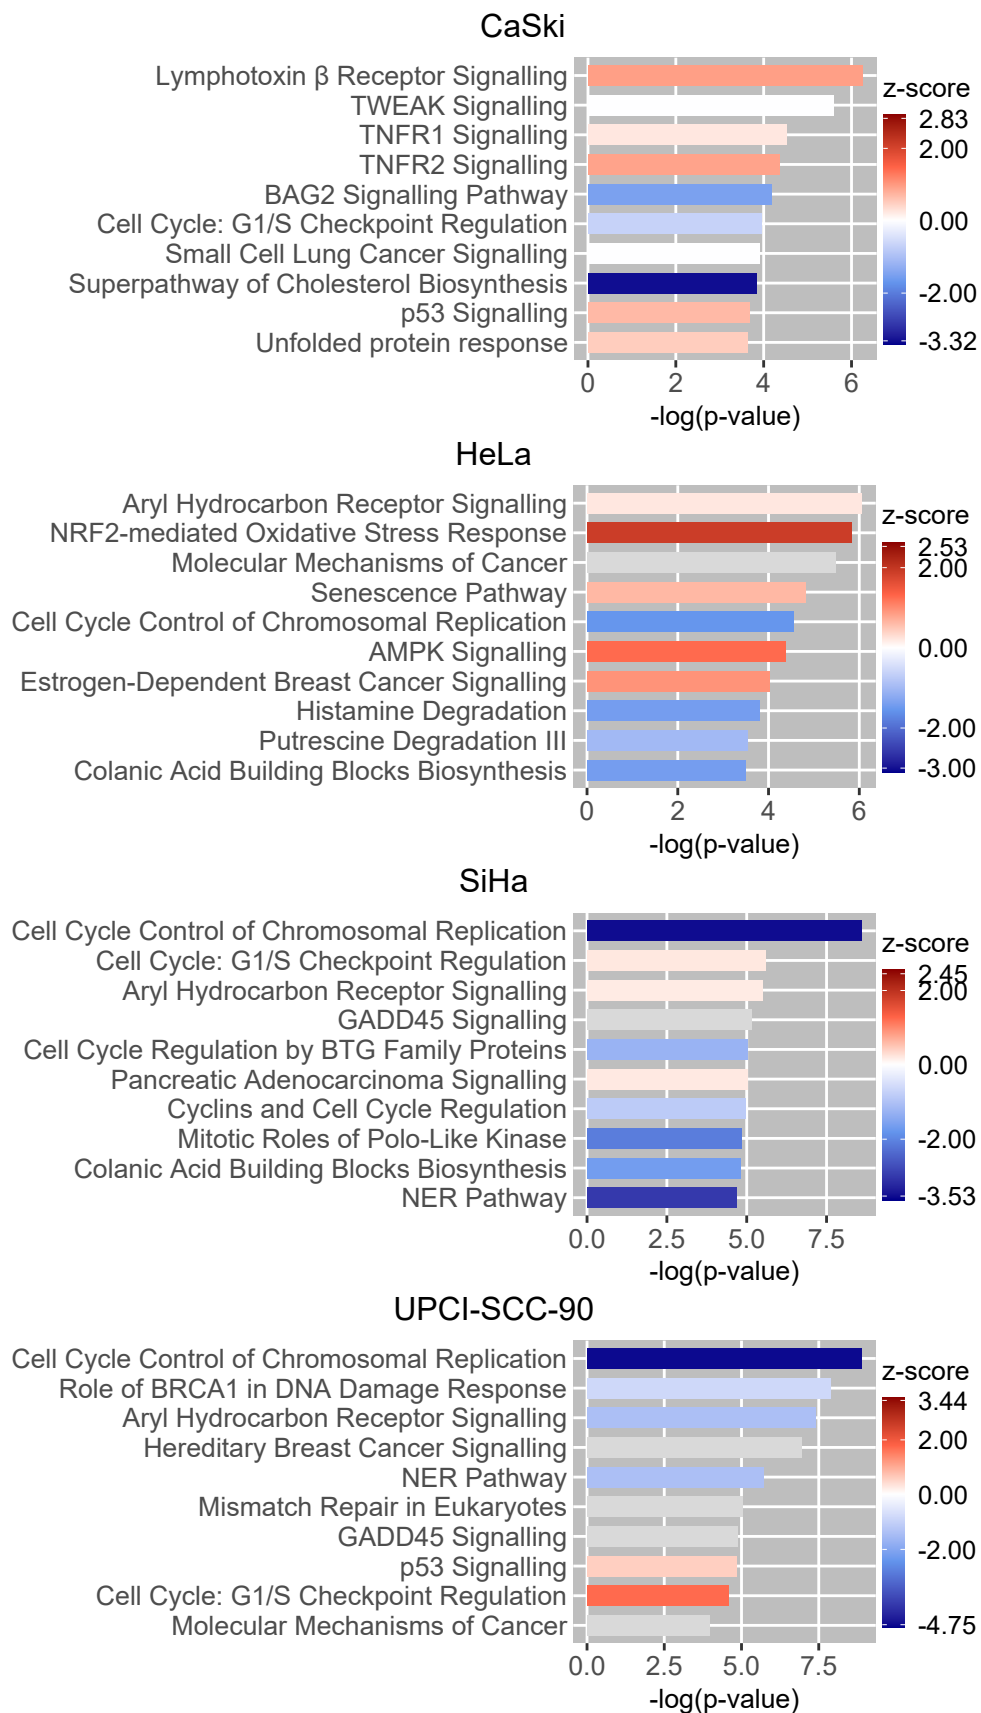 CaSki
Lymphotoxin β Receptor Signalling
TWEAK Signalling
TNFR1 Signalling
TNFR2 Signalling
BAG2 Signalling Pathway
Cell Cycle: G1/S Checkpoint Regulation
Small Cell Lung Cancer Signalling
Superpathway of Cholesterol Biosynthesis
p53 Signalling
Unfolded protein response
0 2 4 6
-log(p-value)
z-score
2.83
2.00
0.00
-2.00
-3.32
HeLa
Aryl Hydrocarbon Receptor Signalling
NRF2-mediated Oxidative Stress Response
Molecular Mechanisms of Cancer
Senescence Pathway
Cell Cycle Control of Chromosomal Replication
AMPK Signalling
Estrogen-Dependent Breast Cancer Signalling
Histamine Degradation
Putrescine Degradation III
Colanic Acid Building Blocks Biosynthesis
0 2 4 6
-log(p-value)
z-score
2.53
2.00
0.00
-2.00
-3.00
SiHa
Cell Cycle Control of Chromosomal Replication
Cell Cycle: G1/S Checkpoint Regulation
Aryl Hydrocarbon Receptor Signalling
GADD45 Signalling
Cell Cycle Regulation by BTG Family Proteins
Pancreatic Adenocarcinoma Signalling
Cyclins and Cell Cycle Regulation
Mitotic Roles of Polo-Like Kinase
Colanic Acid Building Blocks Biosynthesis
NER Pathway
0.0 2.5 5.0 7.5
-log(p-value)
z-score
2.45
2.00
0.00
-2.00
-3.53
UPCI-SCC-90
Cell Cycle Control of Chromosomal Replication
Role of BRCA1 in DNA Damage Response
Aryl Hydrocarbon Receptor Signalling
Hereditary Breast Cancer Signalling
NER Pathway
Mismatch Repair in Eukaryotes
GADD45 Signalling
p53 Signalling
Cell Cycle: G1/S Checkpoint Regulation
Molecular Mechanisms of Cancer
0.0 2.5 5.0 7.5
-log(p-value)
z-score
3.44
2.00
0.00
-2.00
-4.75